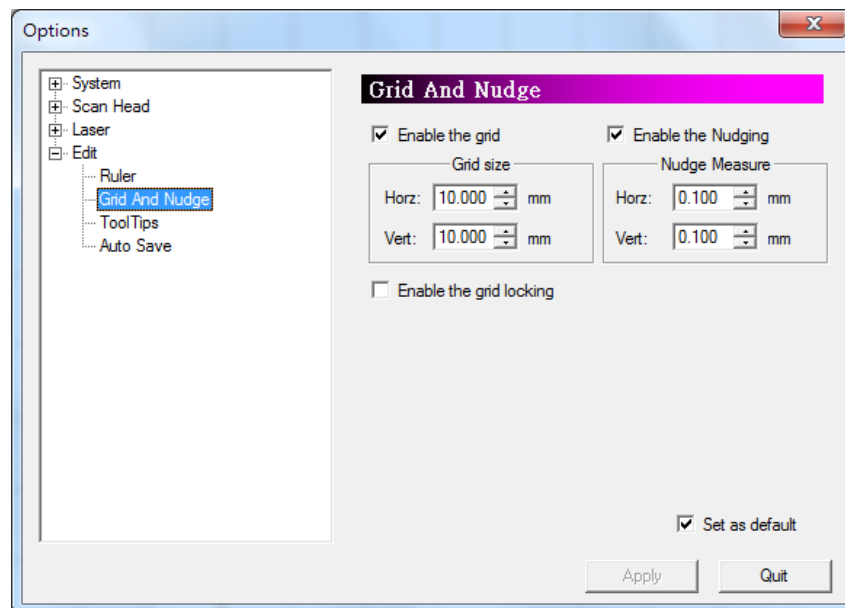 Options
System
Scan Head
Laser
Edit
Ruler
Grid And Nudge
ToolTips
Auto Save
Grid And Nudge
Enable the grid
Enable the Nudging
Grid size
Nudge Measure
Horz: 10.000 mm
Horz: 0.100 mm
Vert: 10.000 mm
Vert: 0.100 mm
Enable the grid locking
Set as default
Apply
Quit